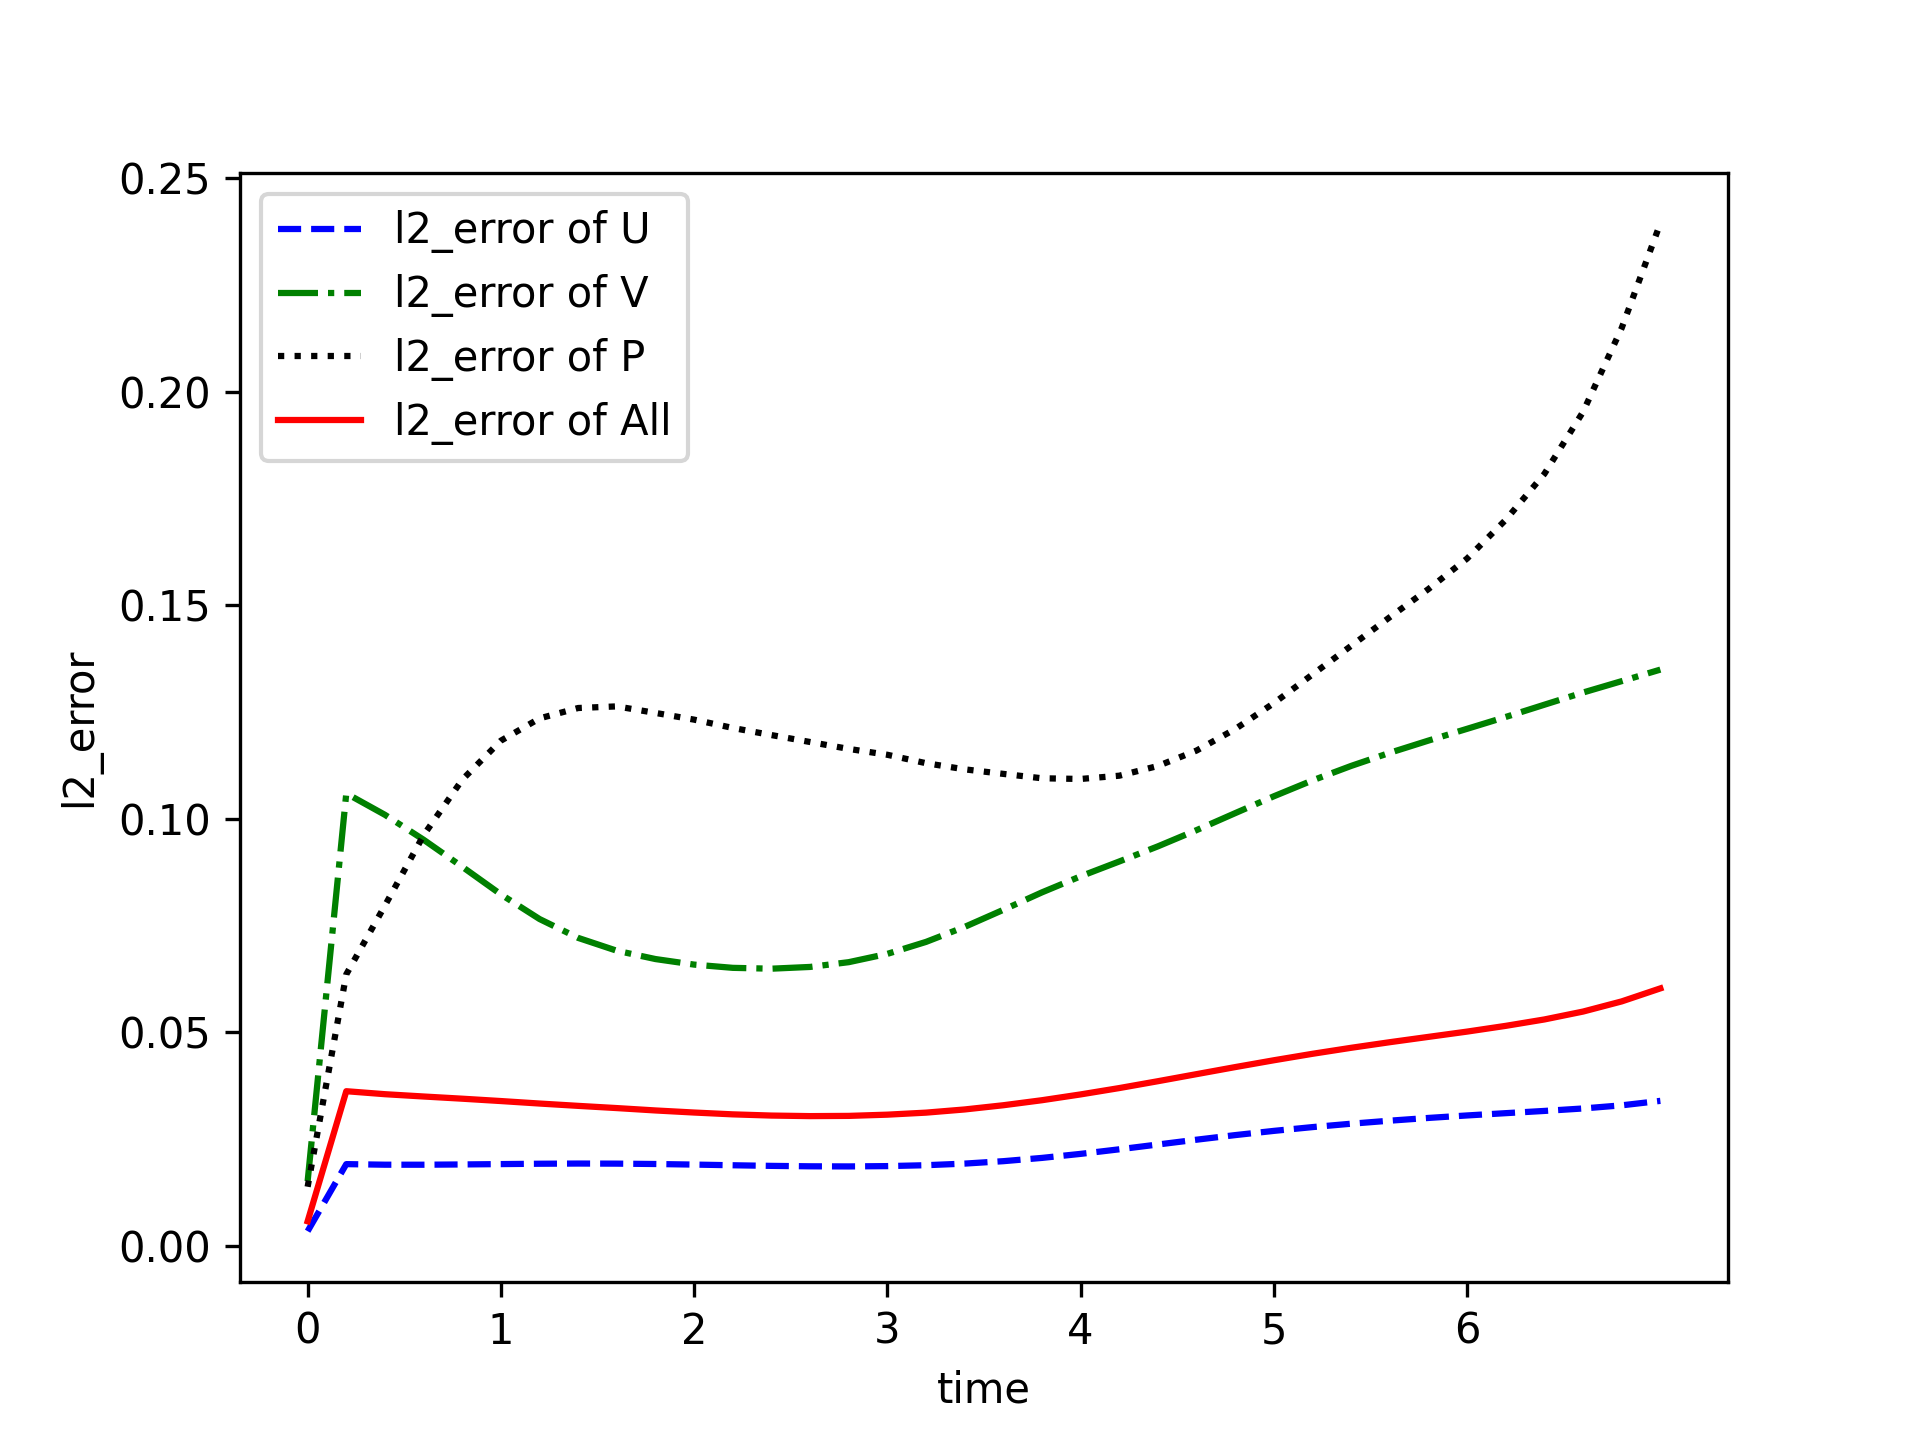 0.25
0.20
0.15
0.10
0.05
0.00
l2_error
l2_error of U
l2_error of V
l2_error of P
l2_error of All
0 1 2 3 4 5 6
time